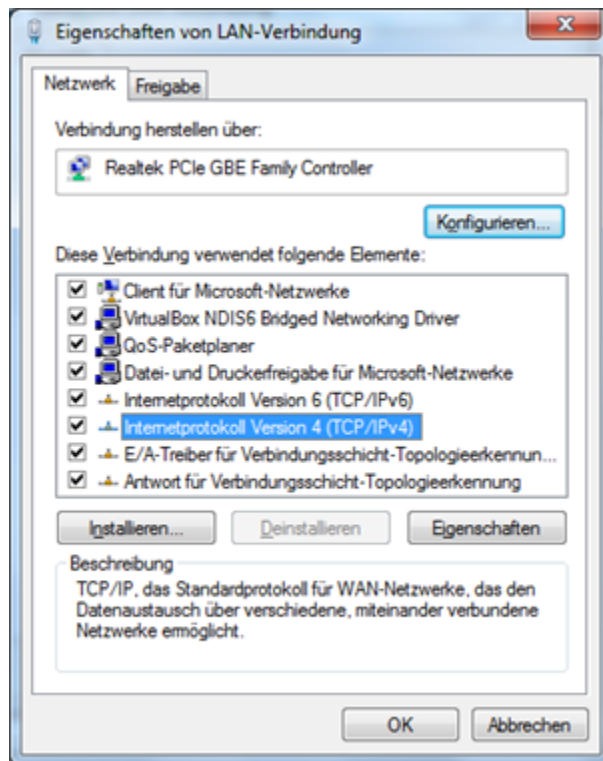 Eigenschaften von LAN-Verbindung
Netzwerk
Freigabe
Verbindung herstellen über:
Realtek PCIe GBE Family Controller
Konfigurieren...
Diese Verbindung verwendet folgende Elemente:
Client für Microsoft-Netzwerke
VirtualBox NDIS6 Bridged Networking Driver
QoS-Paketplaner
Datei- und Druckerfreigabe für Microsoft-Netzwerke
Internetprotokoll Version 6 (TCP/IPv6)
Internetprotokoll Version 4 (TCP/IPv4)
E/A-Treiber für Verbindungsschicht-Topologieerkennun...
Antwort für Verbindungsschicht-Topologieerkennung
Installieren...
Deinstallieren
Eigenschaften
Beschreibung
TCP/IP, das Standardprotokoll für WAN-Netzwerke, das den
Datenaustausch über verschiedene, miteinander verbundene
Netzwerke ermöglicht.
OK
Abbrechen